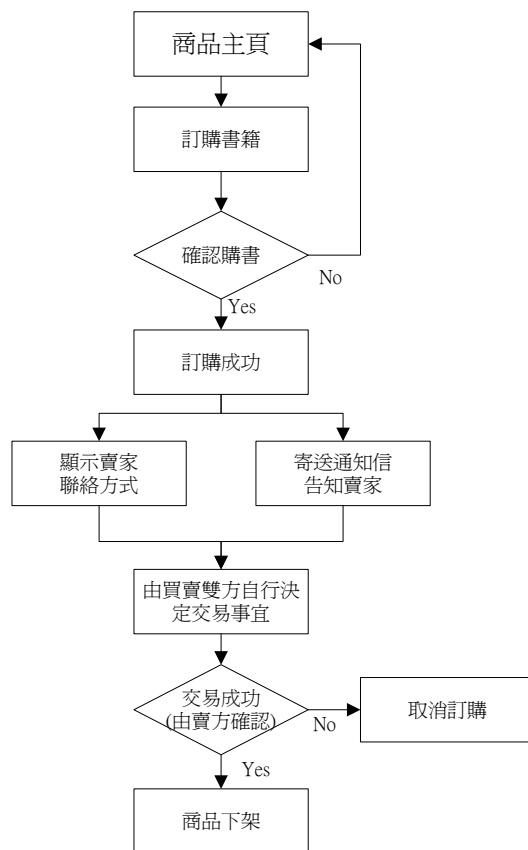 商品主頁
訂購書籍
確認購書
No
Yes
訂購成功
顯示賣家
聯絡方式
寄送通知信
告知賣家
由買賣雙方自行決
定交易事宜
交易成功
(由賣方確認)
No
取消訂購
Yes
商品下架